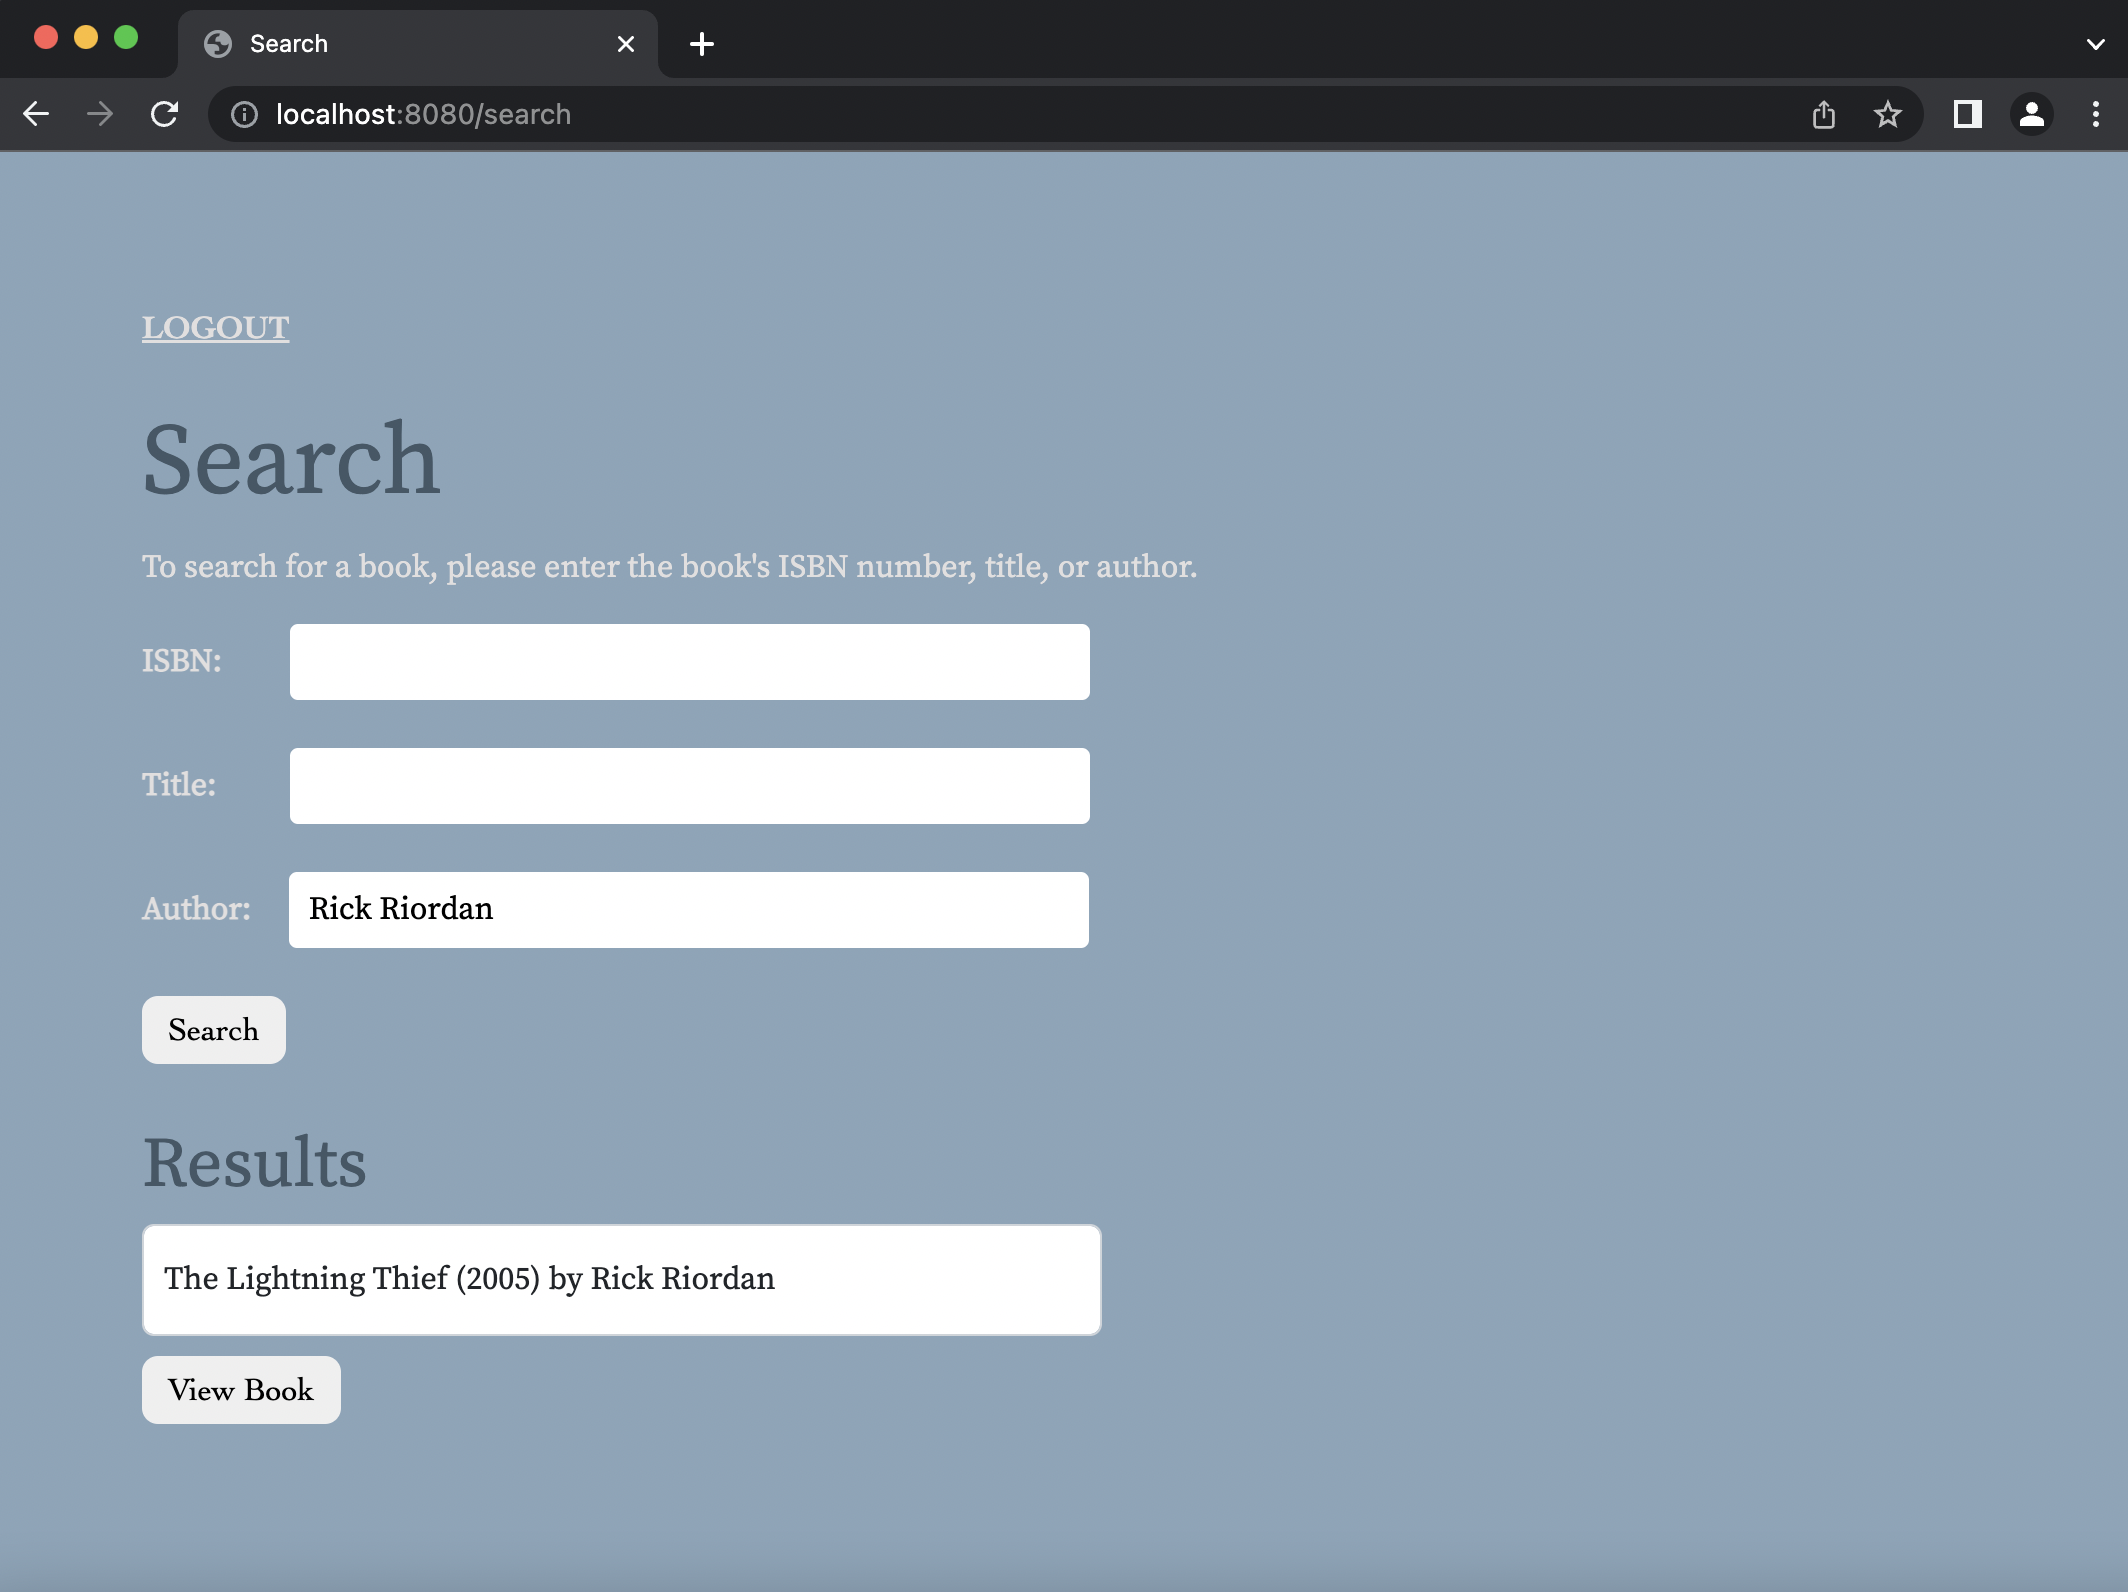 Search
localhost:8080/search
LOGOUT
Search
To search for a book, please enter the book's ISBN number, title, or author.
ISBN:
Title:
Author: Rick Riordan
Search
Results
The Lightning Thief (2005) by Rick Riordan
View Book